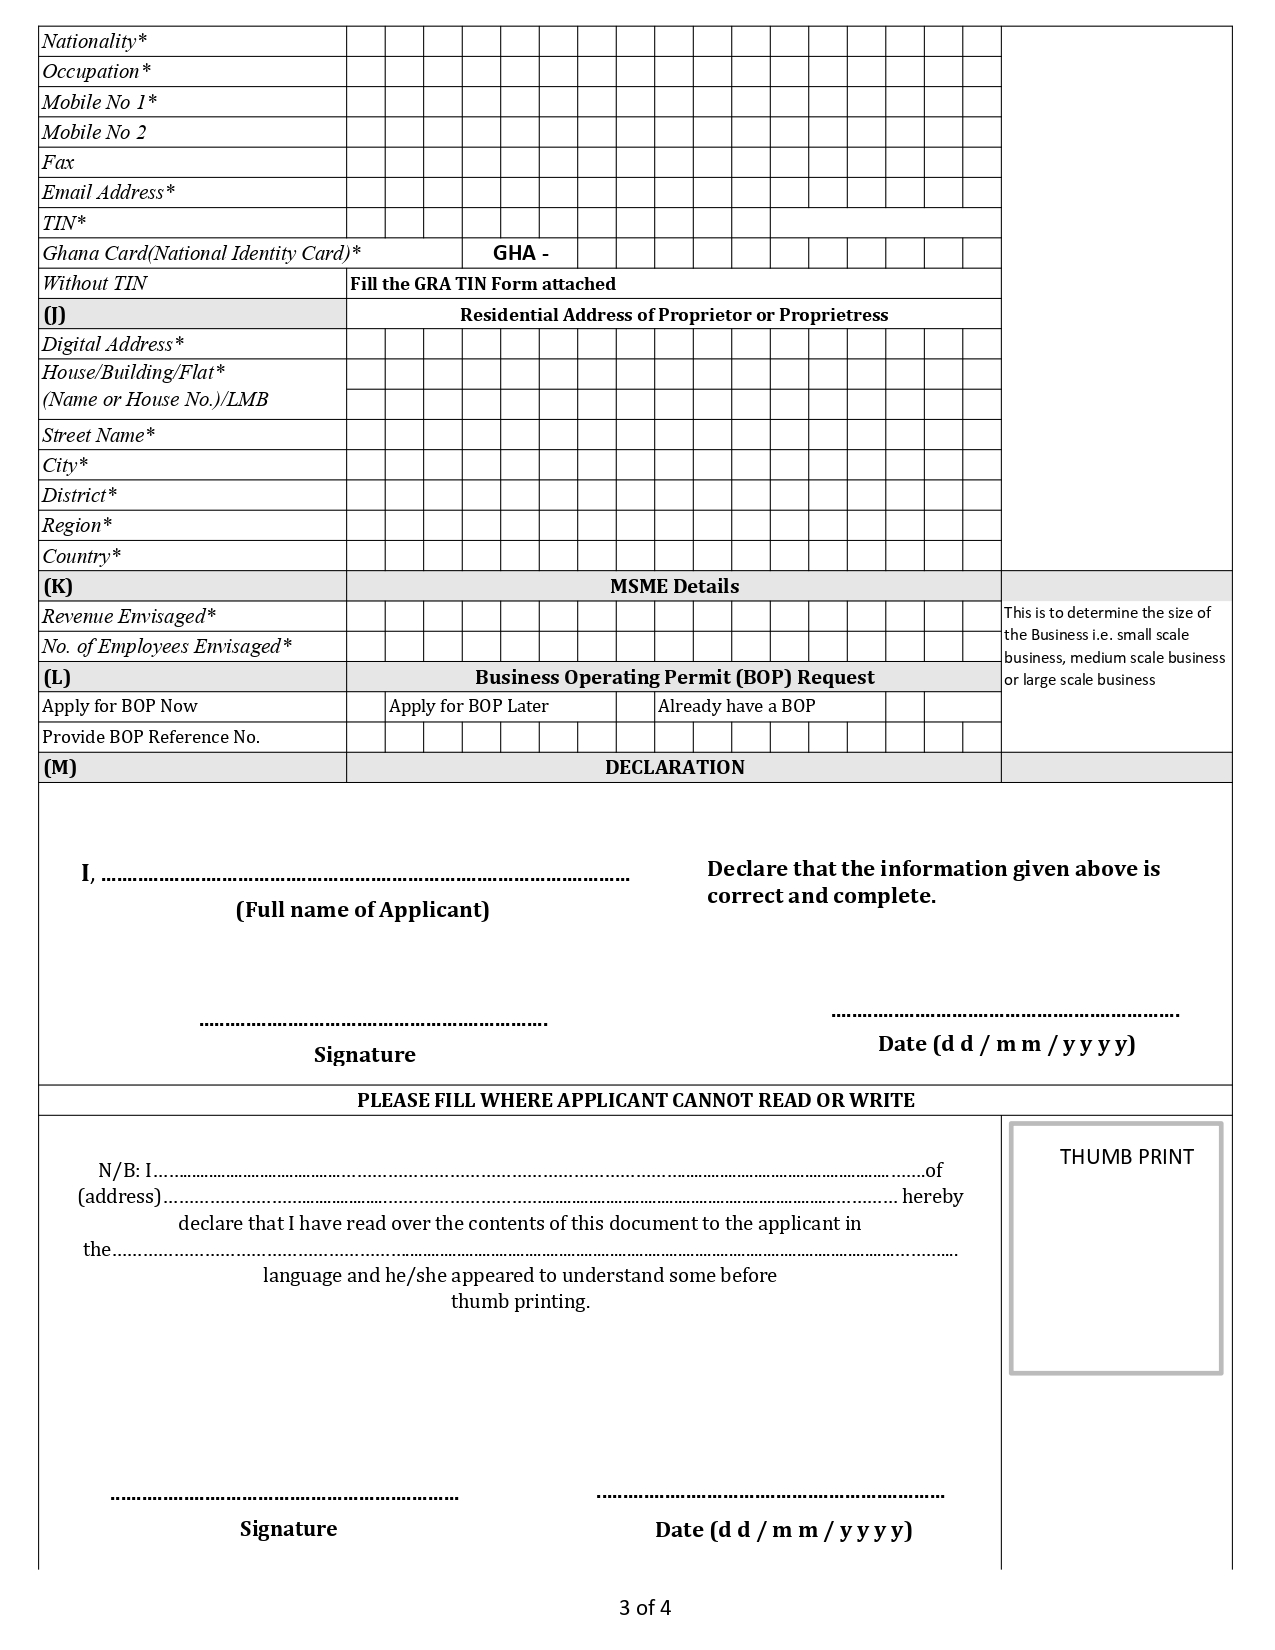 Nationality*
Occupation*
Mobile No 1*
Mobile No 2
Fax
Email Address*
TIN*
Ghana Card(National Identity Card)* GHA -
Without TIN Fill the GRA TIN Form attached
(J) Residential Address of Proprietor or Proprietress
Digital Address*
House/Building/Flat*
(Name or House No.)/LMB
Street Name*
City*
District*
Region*
Country*
(K) MSME Details
Revenue Envisaged*
No. of Employees Envisaged*
This is to determine the size of
the Business i.e. small scale
business, medium scale business
or large scale business
(L) Business Operating Permit (BOP) Request
Apply for BOP Now Apply for BOP Later Already have a BOP
Provide BOP Reference No.
(M) DECLARATION
I, ..........................................................................................
(Full name of Applicant)
Declare that the information given above is
correct and complete.
............................................................
Signature
............................................................
Date (d d / m m / y y y y)
PLEASE FILL WHERE APPLICANT CANNOT READ OR WRITE
N/B: I..........................................................................................of
(address).......................................................................................... hereby
declare that I have read over the contents of this document to the applicant in
the..........................................................................................
language and he/she appeared to understand some before
thumb printing.
THUMB PRINT
............................................................
Signature
............................................................
Date (d d / m m / y y y y)
3 of 4